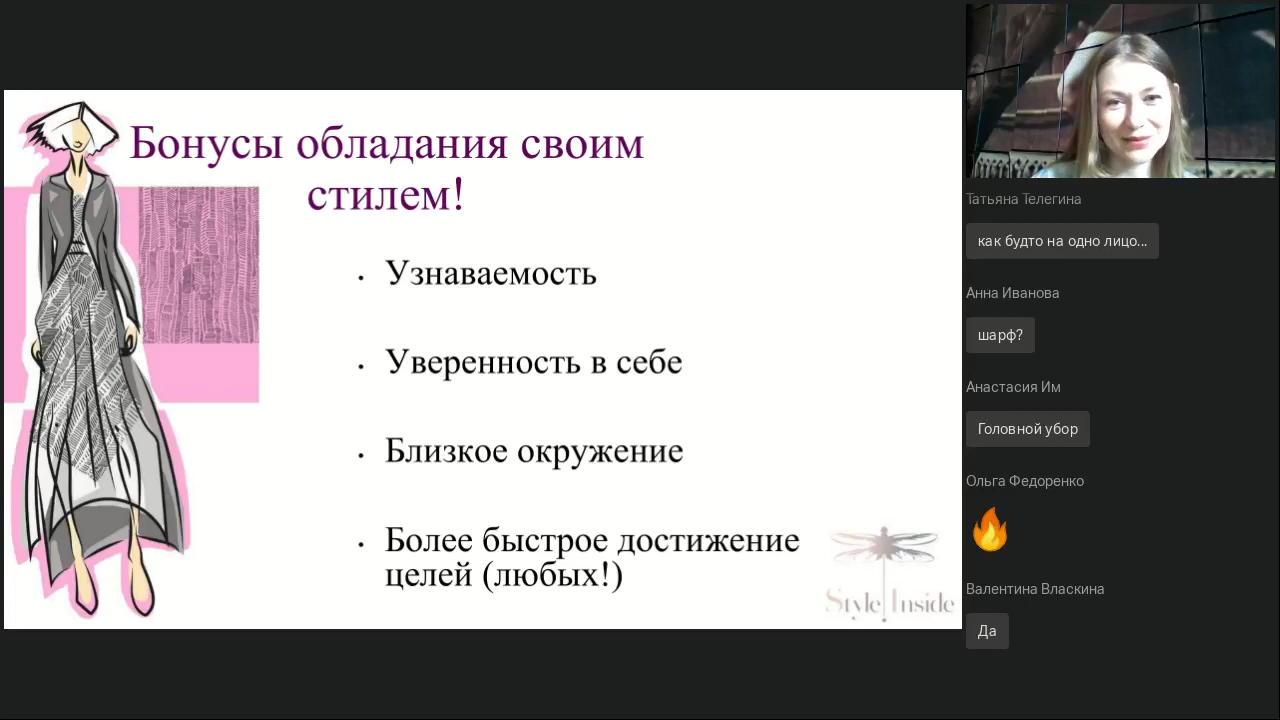 Бонусы обладания своим
стилем!
• Узнаваемость
• Уверенность в себе
• Близкое окружение
• Более быстрое достижение
целей (любых!)
Style Inside
Татьяна Телегина
как будто на одно лицо...
Анна Иванова
шарф?
Анастасия Им
Головной убор
Ольга Федоренко
Валентина Власкина
Да